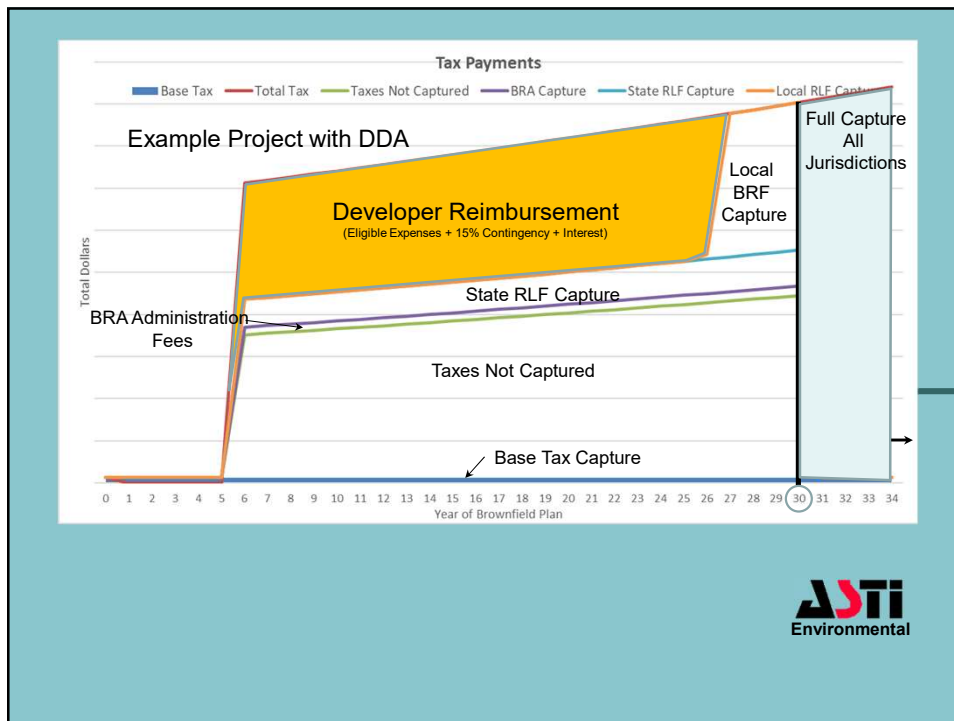 Tax Payments
Base Tax Total Tax Taxes Not Captured BRA Capture State RLF Capture Local RLF
Example Project with DDA
Full Capture
All
Jurisdictions
Local
BRF
Capture
Developer Reimbursement
(Eligible Expenses + 15% Contingency + Interest)
Total Dollars
State RLF Capture
BRA Administration
Fees
Taxes Not Captured
Base Tax Capture
0 1 2 3 4 5 6 7 8 9 10 11 12 13 14 15 16 17 18 19 20 21 22 23 24 25 26 27 28 29 30 31 32 33 34
Year of Brownfield Plan
ASTi
Environmental